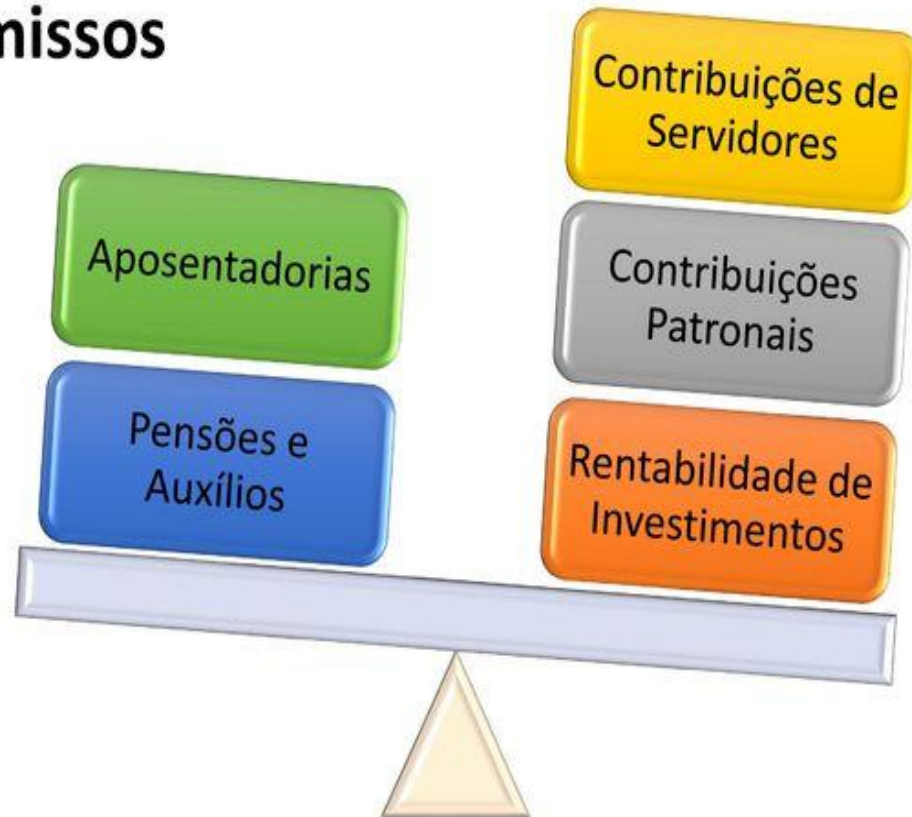 missos
Aposentadorias
Pensões e
Auxílios
Contribuições de
Servidores
Contribuições
Patronais
Rentabilidade de
Investimentos